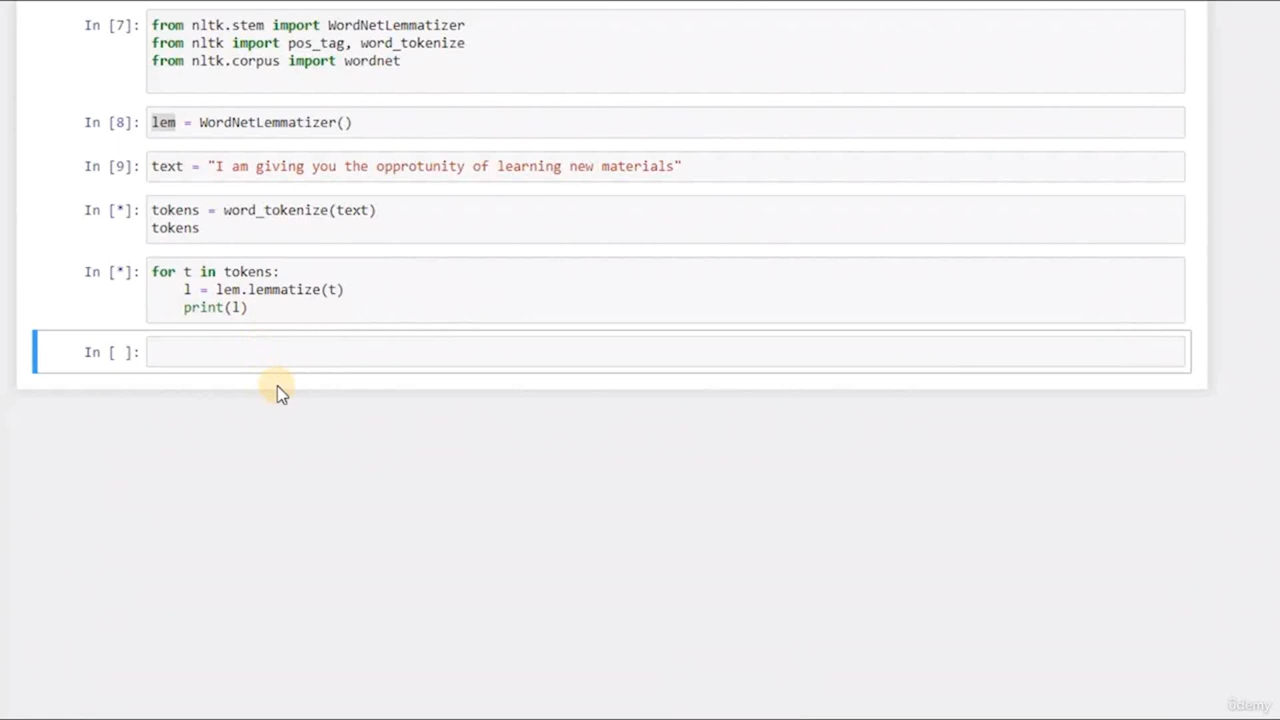 In [7]: from nltk.stem import WordNetLemmatizer
from nltk import pos_tag, word_tokenize
from nltk.corpus import wordnet
In [8]: lem = WordNetLemmatizer()
In [9]: text = "I am giving you the opprotunity of learning new materials"
In [*]: tokens = word_tokenize(text)
tokens
In [*]: for t in tokens:
l = lem.lemmatize(t)
print(l)
In [ ]:
ûdemy